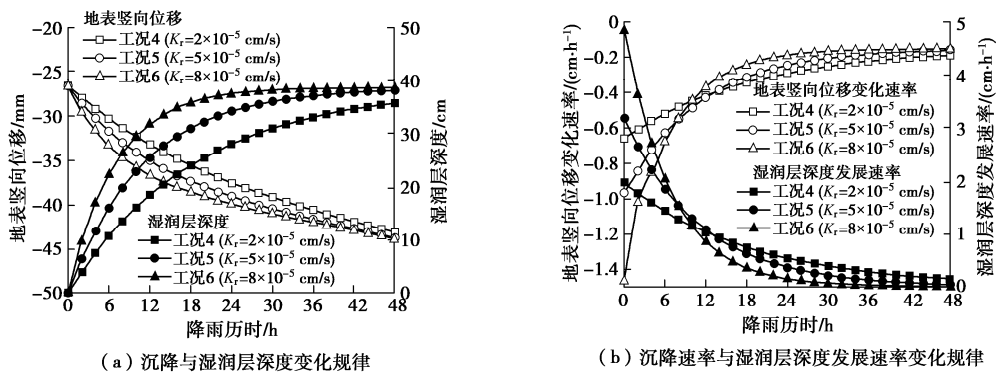 地表竖向位移
工况4 (Kr=2×10⁻⁵ cm/s)
工况5 (Kr=5×10⁻⁵ cm/s)
工况6 (Kr=8×10⁻⁵ cm/s)
湿润层深度
工况4 (Kr=2×10⁻⁵ cm/s)
工况5 (Kr=5×10⁻⁵ cm/s)
工况6 (Kr=8×10⁻⁵ cm/s)
地表竖向位移/mm
-20
-25
-30
-35
-40
-45
-50
湿润层深度/cm
50
40
30
20
10
0
0 6 12 18 24 30 36 42 48
降雨历时/h
(a) 沉降与湿润层深度变化规律
地表竖向位移变化速率
工况4 (Kr=2×10⁻⁵ cm/s)
工况5 (Kr=5×10⁻⁵ cm/s)
工况6 (Kr=8×10⁻⁵ cm/s)
湿润层深度发展速率
工况4 (Kr=2×10⁻⁵ cm/s)
工况5 (Kr=5×10⁻⁵ cm/s)
工况6 (Kr=8×10⁻⁵ cm/s)
地表竖向位移变化速率/(cm·h⁻¹)
0
-0.2
-0.4
-0.6
-0.8
-1.0
-1.2
-1.4
湿润层深度发展速率/(cm·h⁻¹)
5
4
3
2
1
0
0 6 12 18 24 30 36 42 48
降雨历时/h
(b) 沉降速率与湿润层深度发展速率变化规律